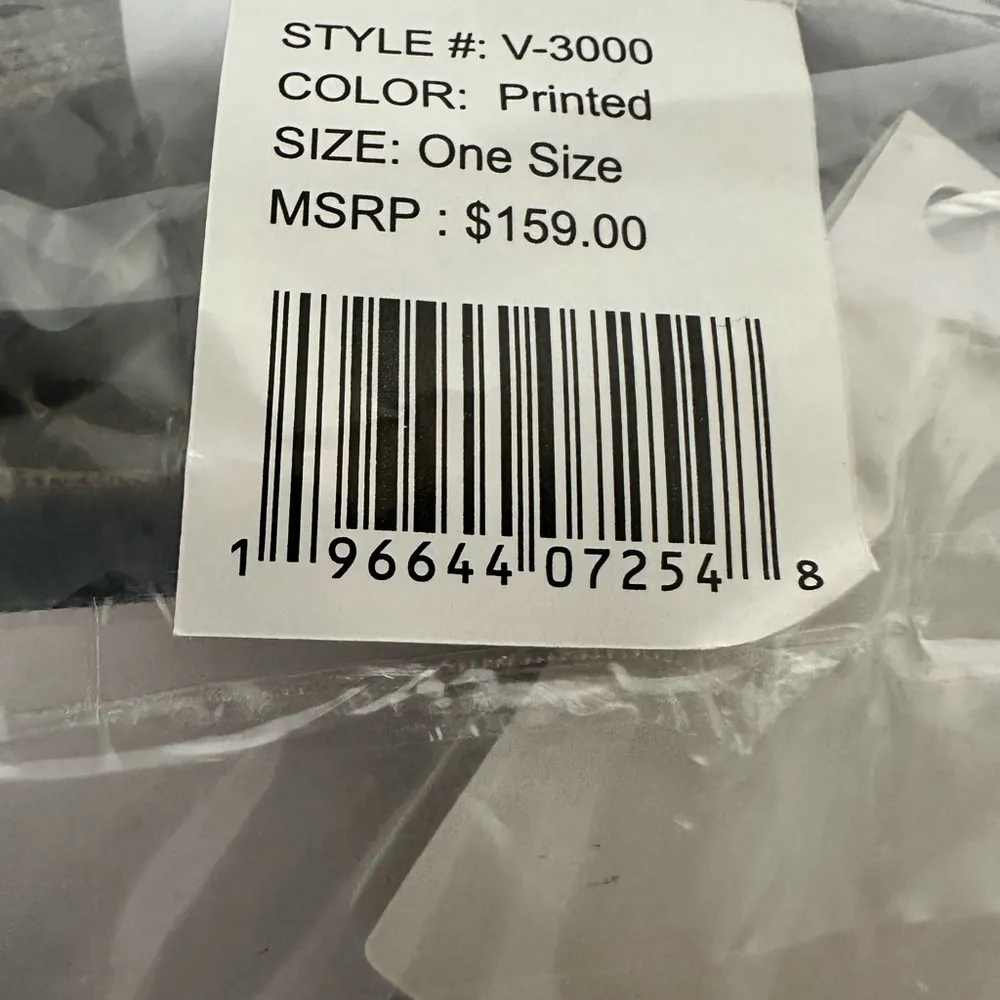 STYLE #: V-3000
COLOR: Printed
SIZE: One Size
MSRP : $159.00
1 96644 07254 8